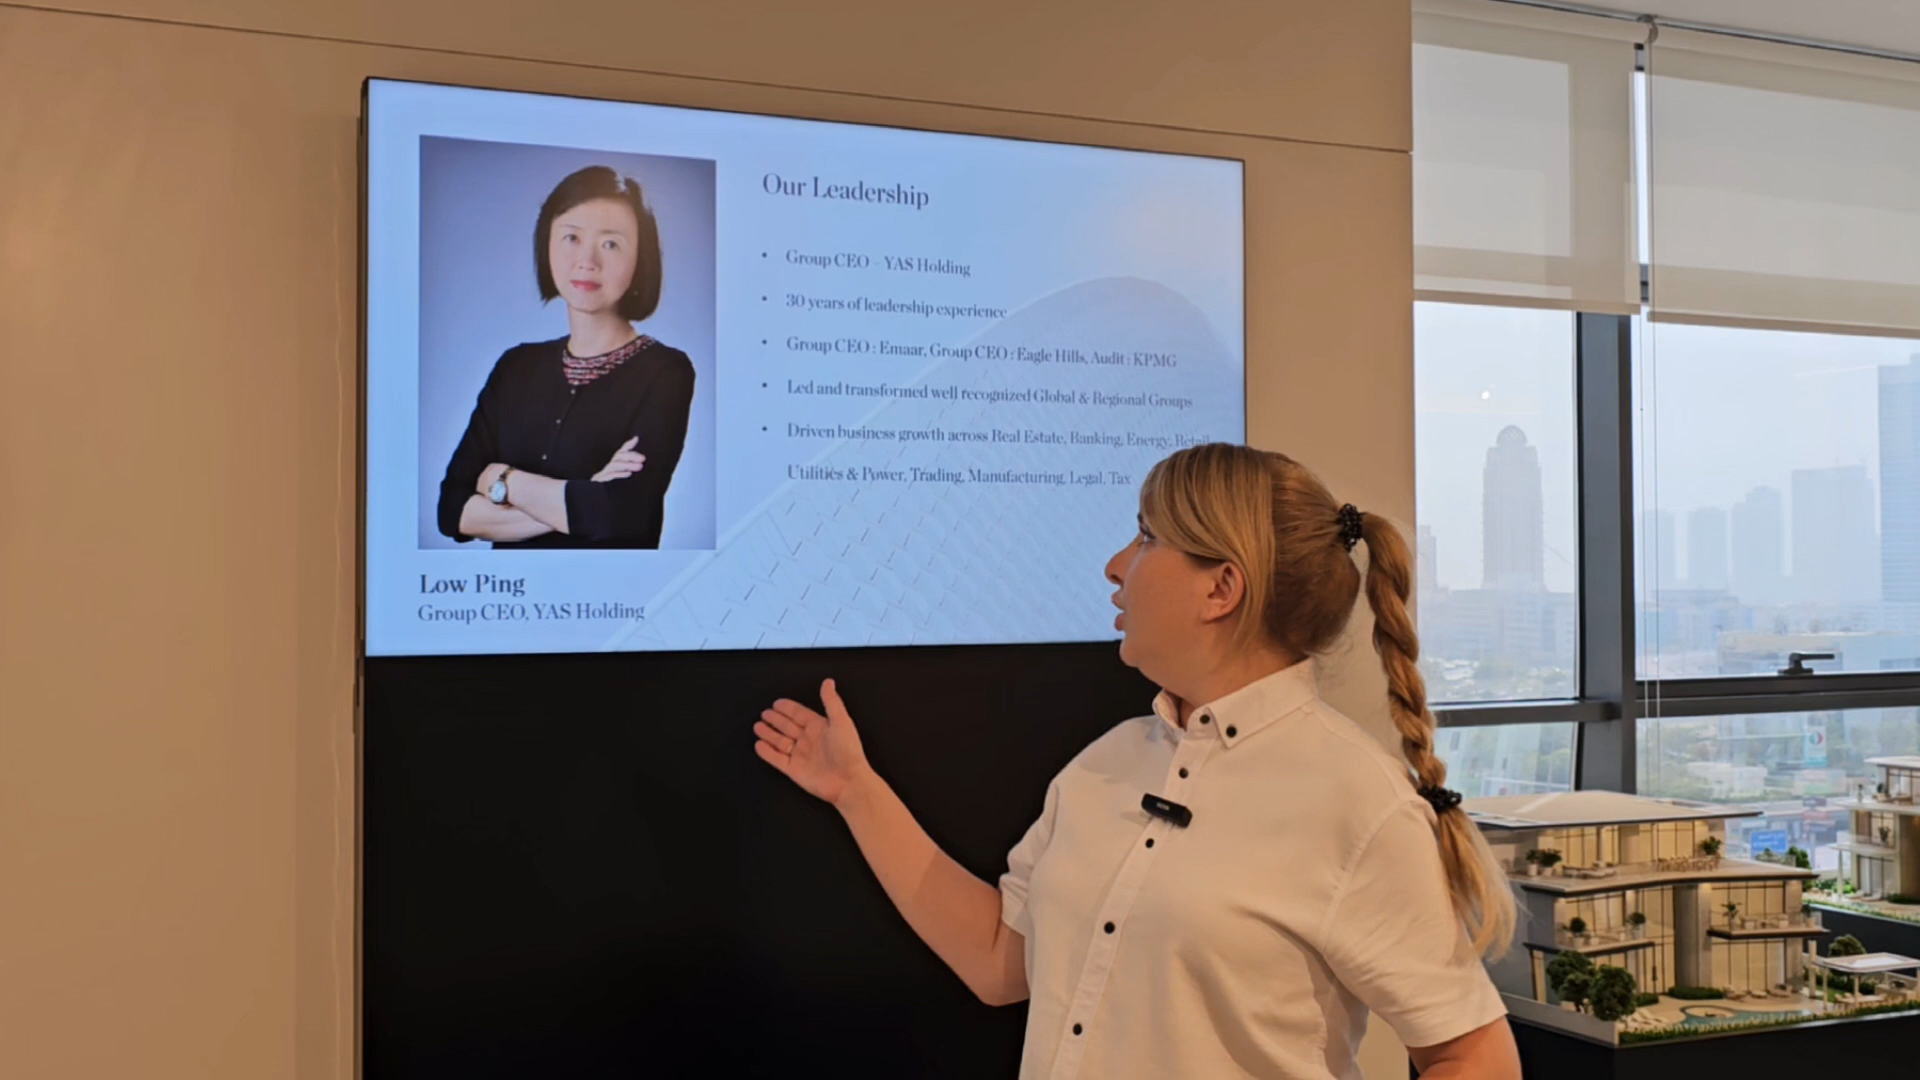 Our Leadership
• Group CEO – YAS Holding
• 30 years of leadership experience
• Group CEO : Emaar, Group CEO : Eagle Hills, Audit : KPMG
• Led and transformed well recognized Global & Regional Groups
• Driven business growth across Real Estate, Banking, Energy, Retail
Utilities & Power, Trading, Manufacturing, Legal, Tax
Low Ping
Group CEO, YAS Holding